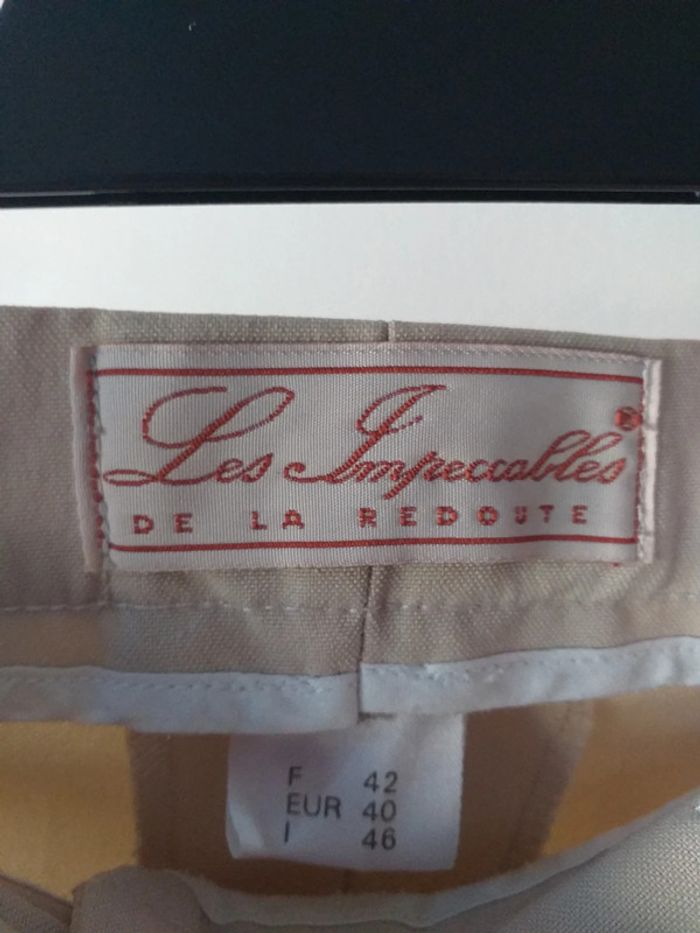 Les Impeccables
DE LA REDOUTE
F 42
EUR 40
I 46